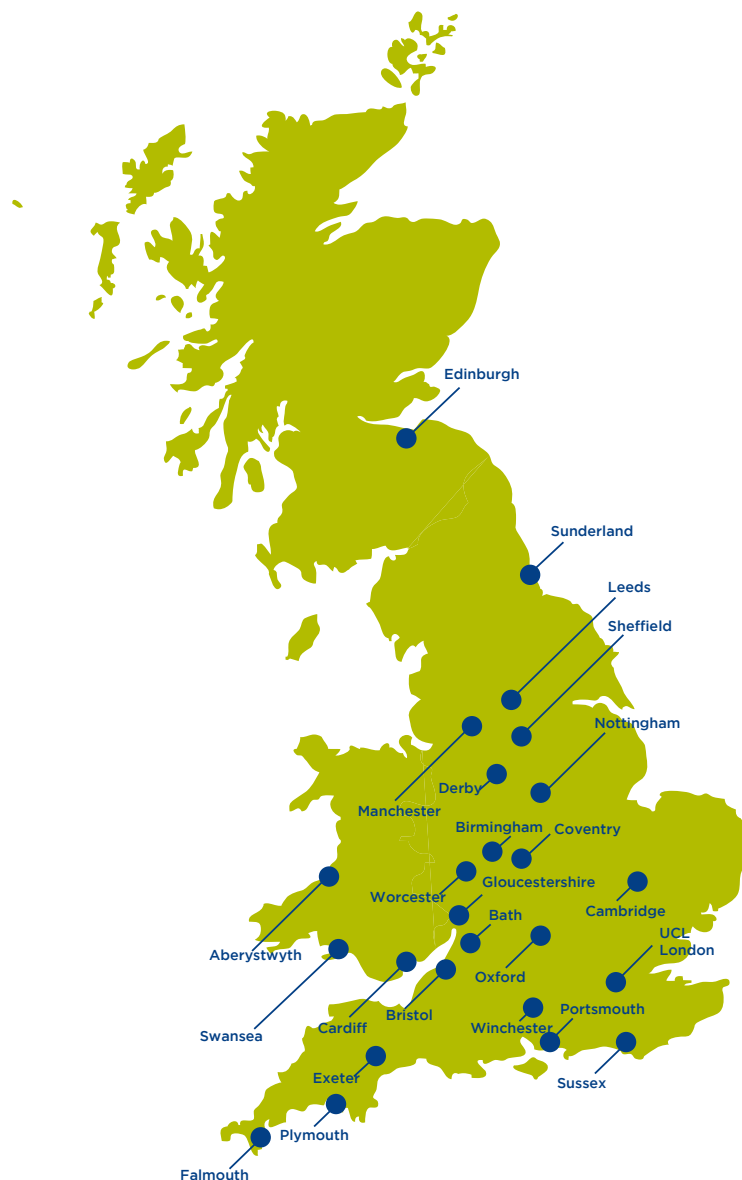 Edinburgh
Sunderland
Leeds
Sheffield
Nottingham
Derby
Manchester
Birmingham
Coventry
Gloucestershire
Worcester
Cambridge
Bath
UCL
London
Aberystwyth
Oxford
Portsmouth
Bristol
Cardiff
Winchester
Swansea
Exeter
Sussex
Plymouth
Falmouth